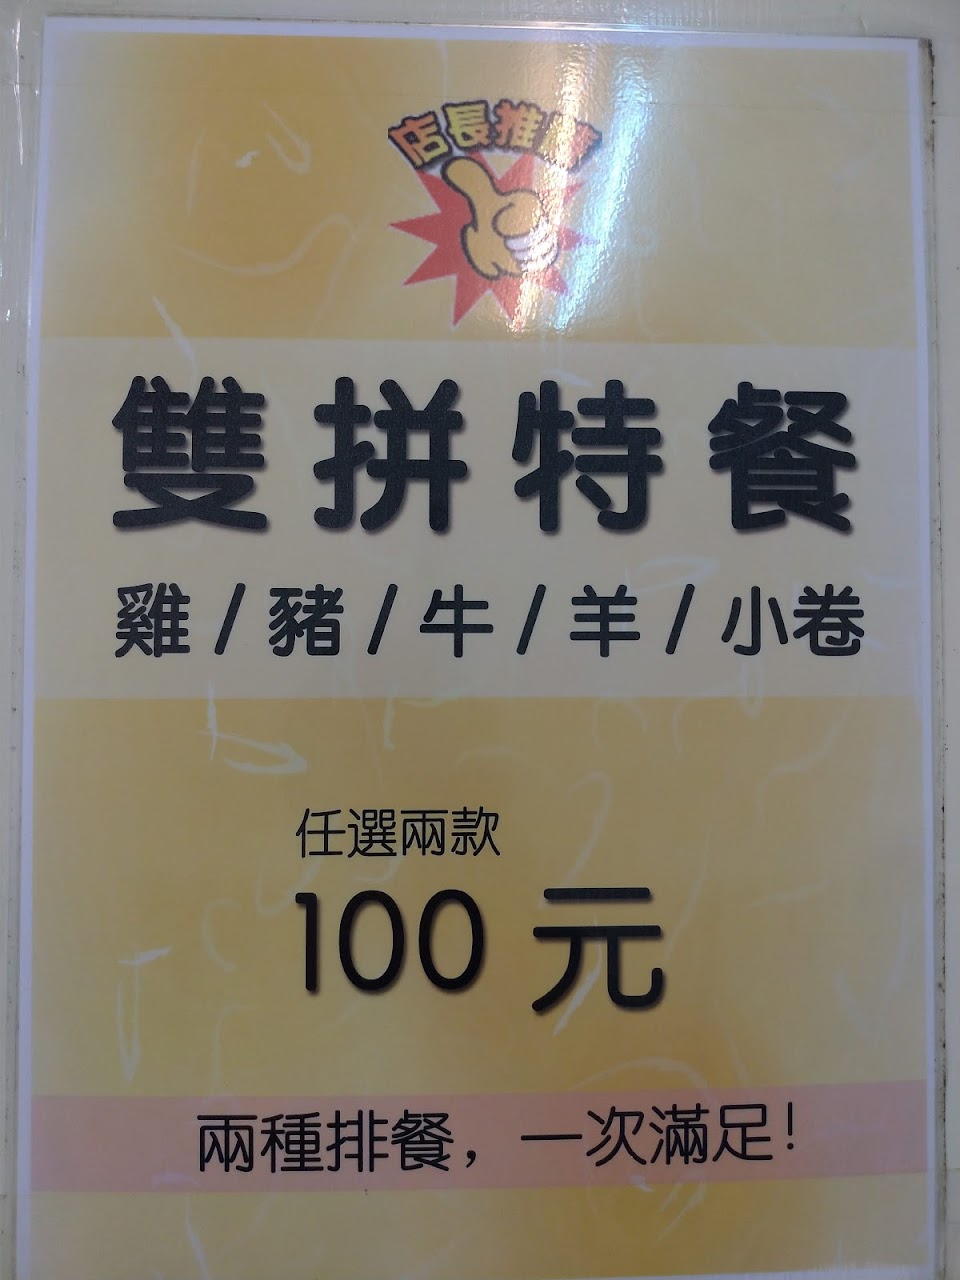 店長推薦
雙拼特餐
雞/豬/牛/羊/小卷
任選兩款
100元
兩種排餐，一次滿足！